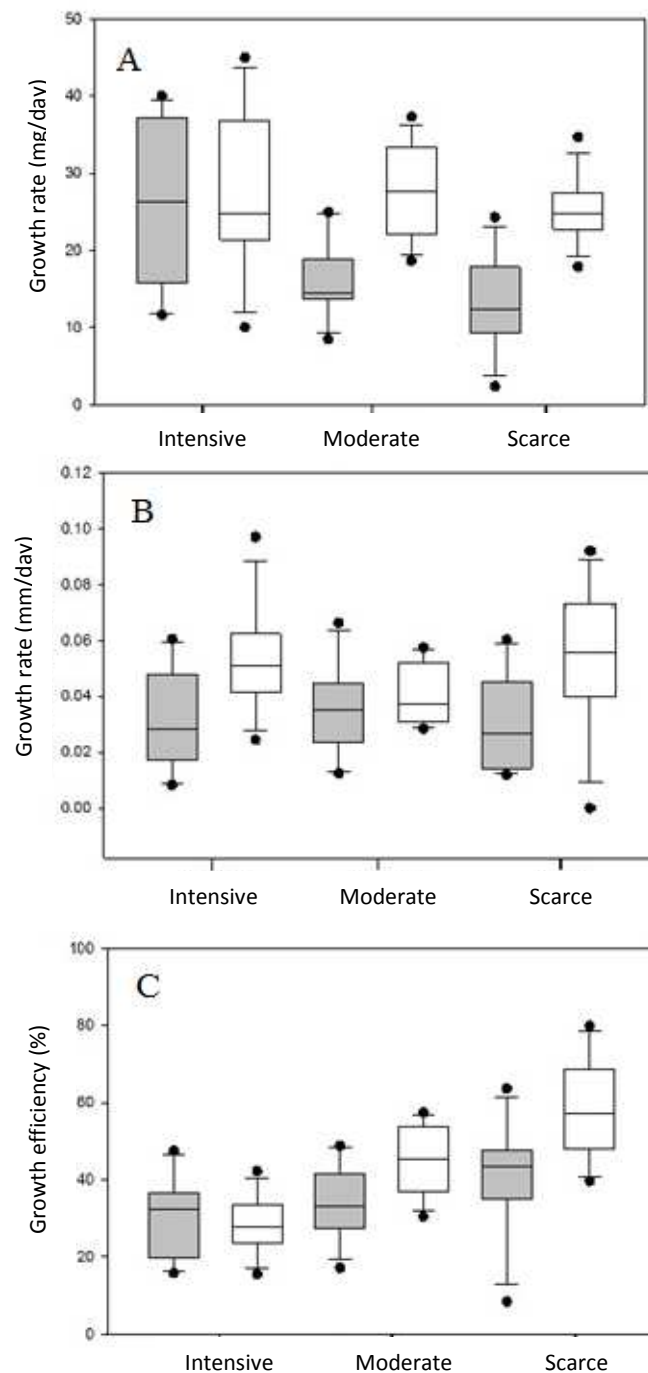 A
Growth rate (mg/dav)
50
40
30
20
10
0
Intensive Moderate Scarce
B
Growth rate (mm/dav)
0.12
0.10
0.08
0.06
0.04
0.02
0.00
Intensive Moderate Scarce
C
Growth efficiency (%)
100
80
60
40
20
0
Intensive Moderate Scarce